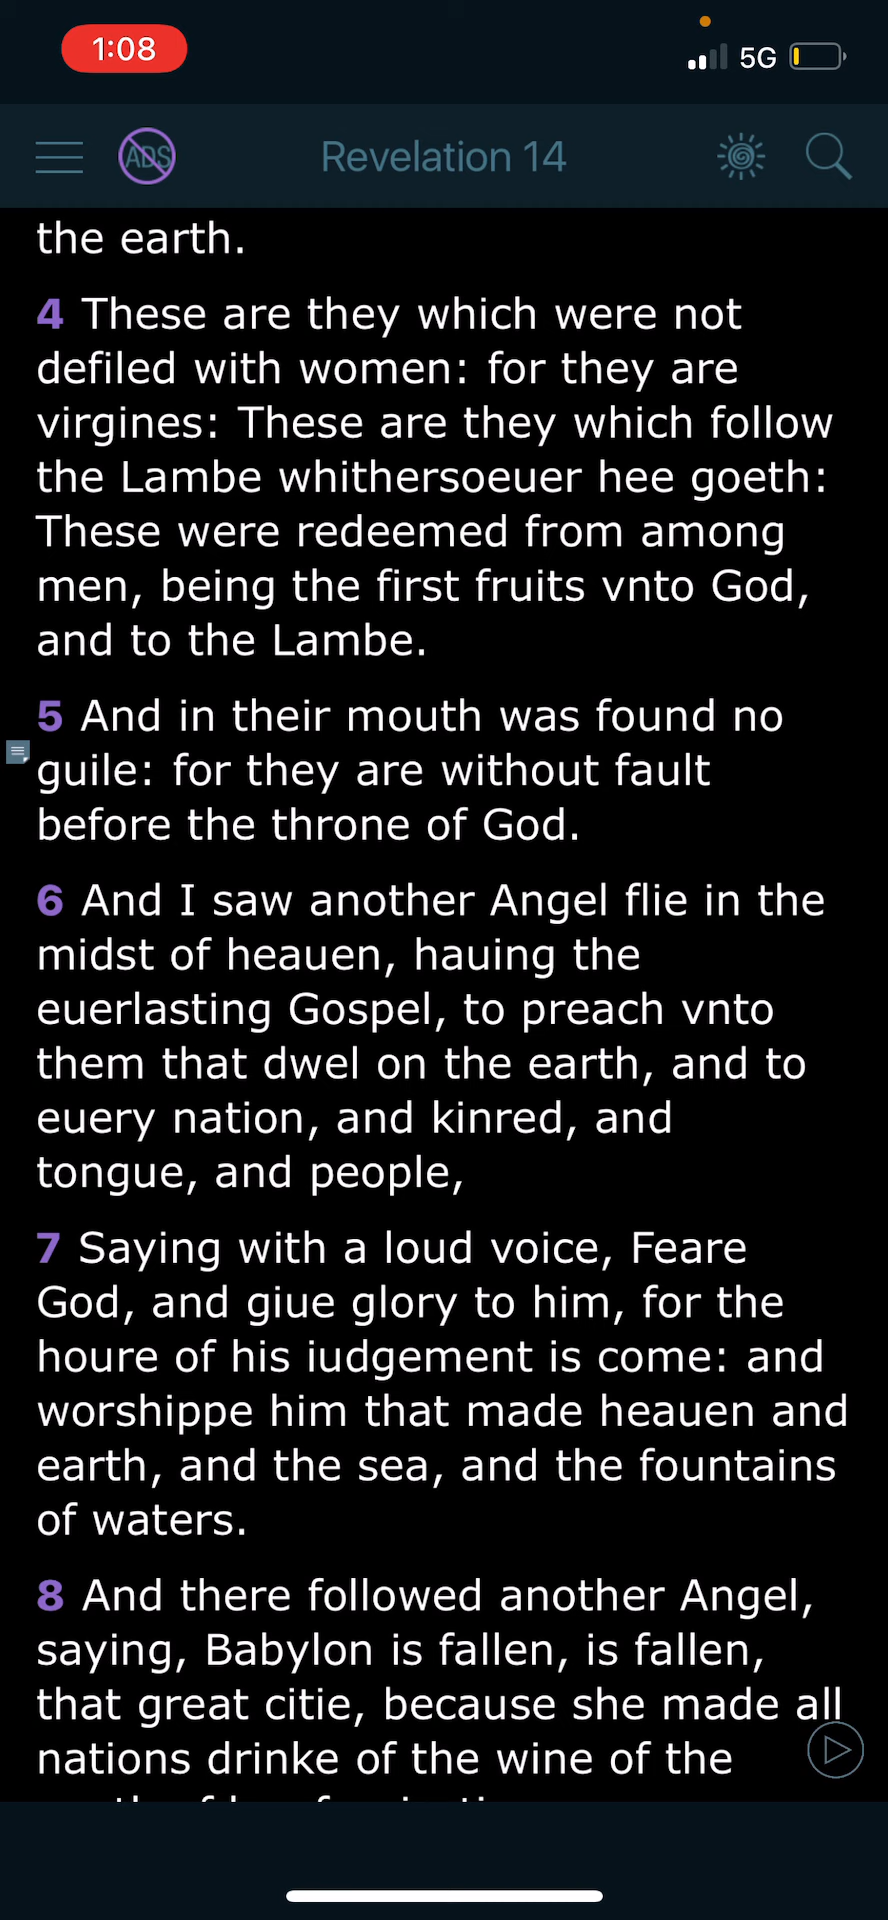 1:08
5G
ADS
Revelation 14
the earth.
4 These are they which were not
defiled with women: for they are
virgines: These are they which follow
the Lambe whithersoeuer hee goeth:
These were redeemed from among
men, being the first fruits vnto God,
and to the Lambe.
5 And in their mouth was found no
guile: for they are without fault
before the throne of God.
6 And I saw another Angel flie in the
midst of heauen, hauing the
euerlasting Gospel, to preach vnto
them that dwel on the earth, and to
euery nation, and kinred, and
tongue, and people,
7 Saying with a loud voice, Feare
God, and giue glory to him, for the
houre of his iudgement is come: and
worshippe him that made heauen and
earth, and the sea, and the fountains
of waters.
8 And there followed another Angel,
saying, Babylon is fallen, is fallen,
that great citie, because she made all
nations drinke of the wine of the